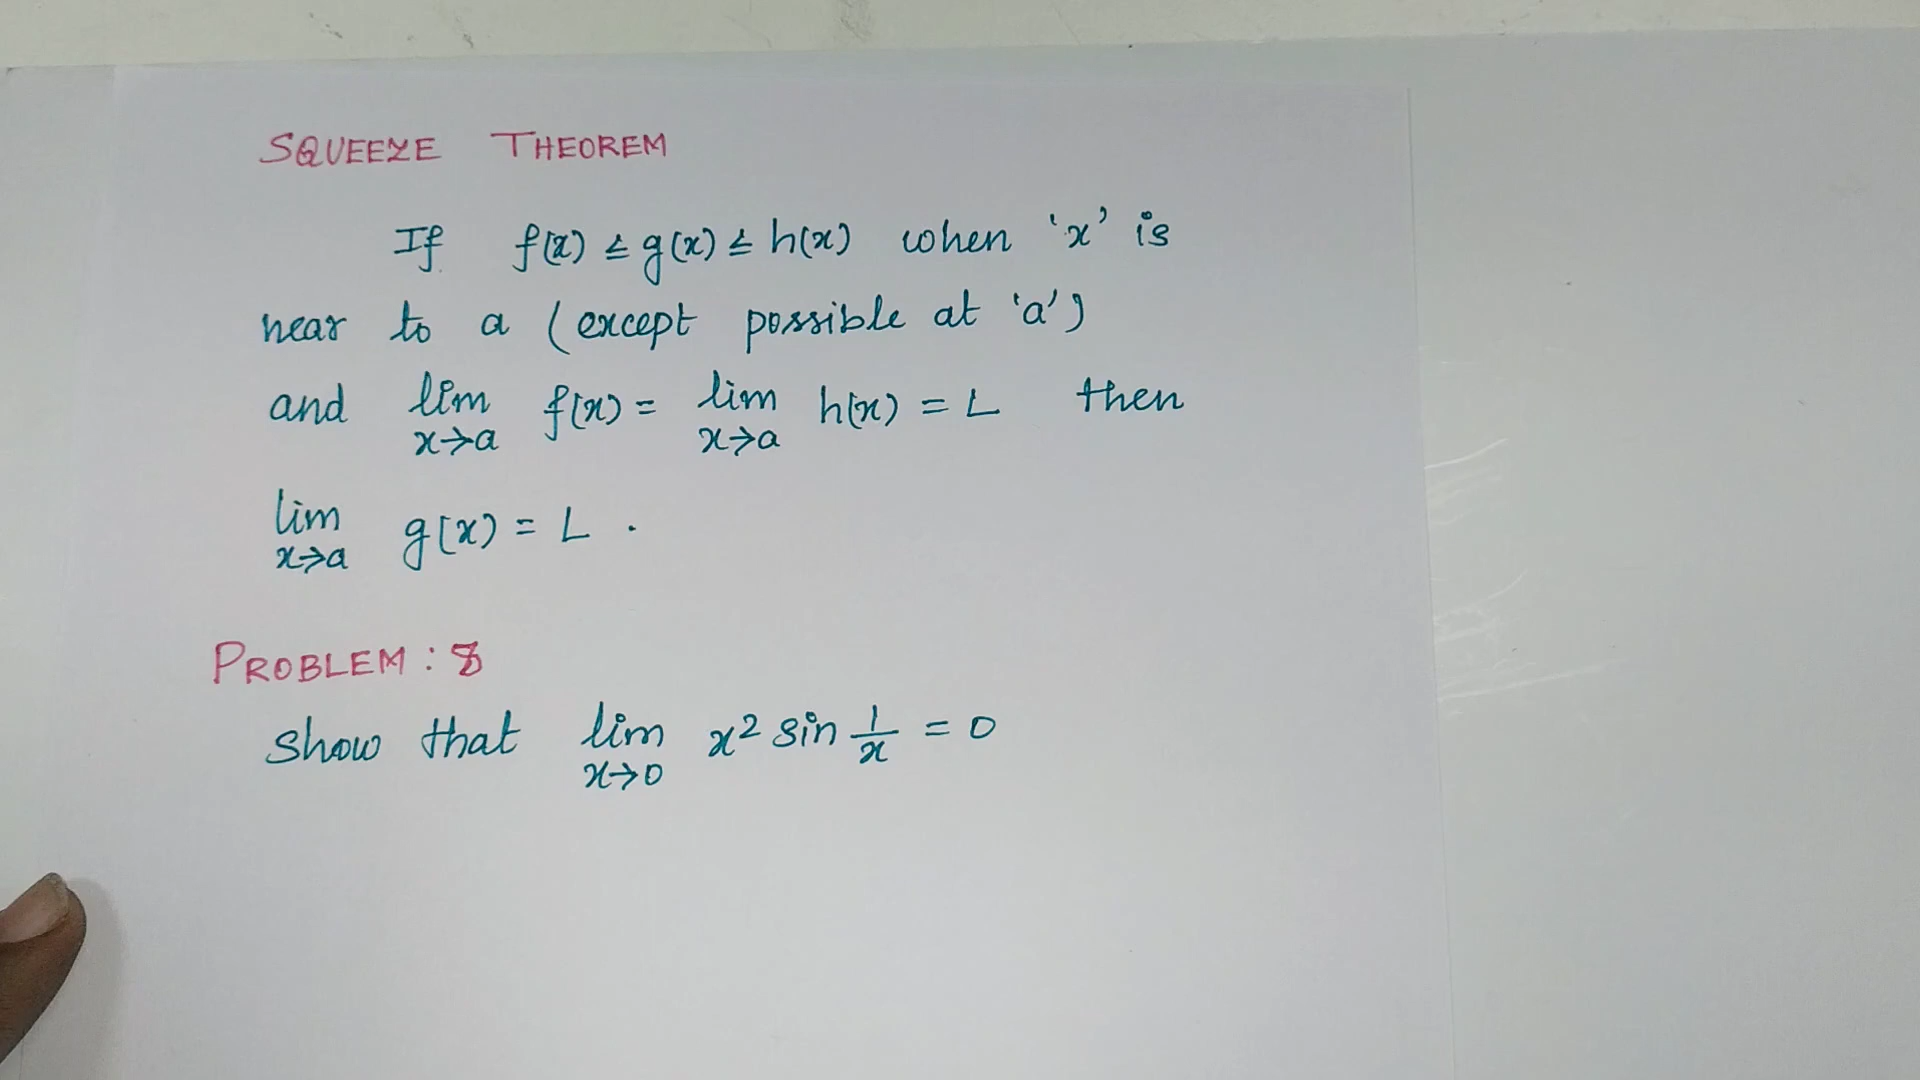 SQUEEZE THEOREM
If f(x) ≤ g(x) ≤ h(x) when 'x' is
near to a (except possible at 'a')
and lim x→a f(x) = lim x→a h(x) = L then
lim x→a g(x) = L .
PROBLEM : 8
Show that lim x→0 x² sin 1/x = 0